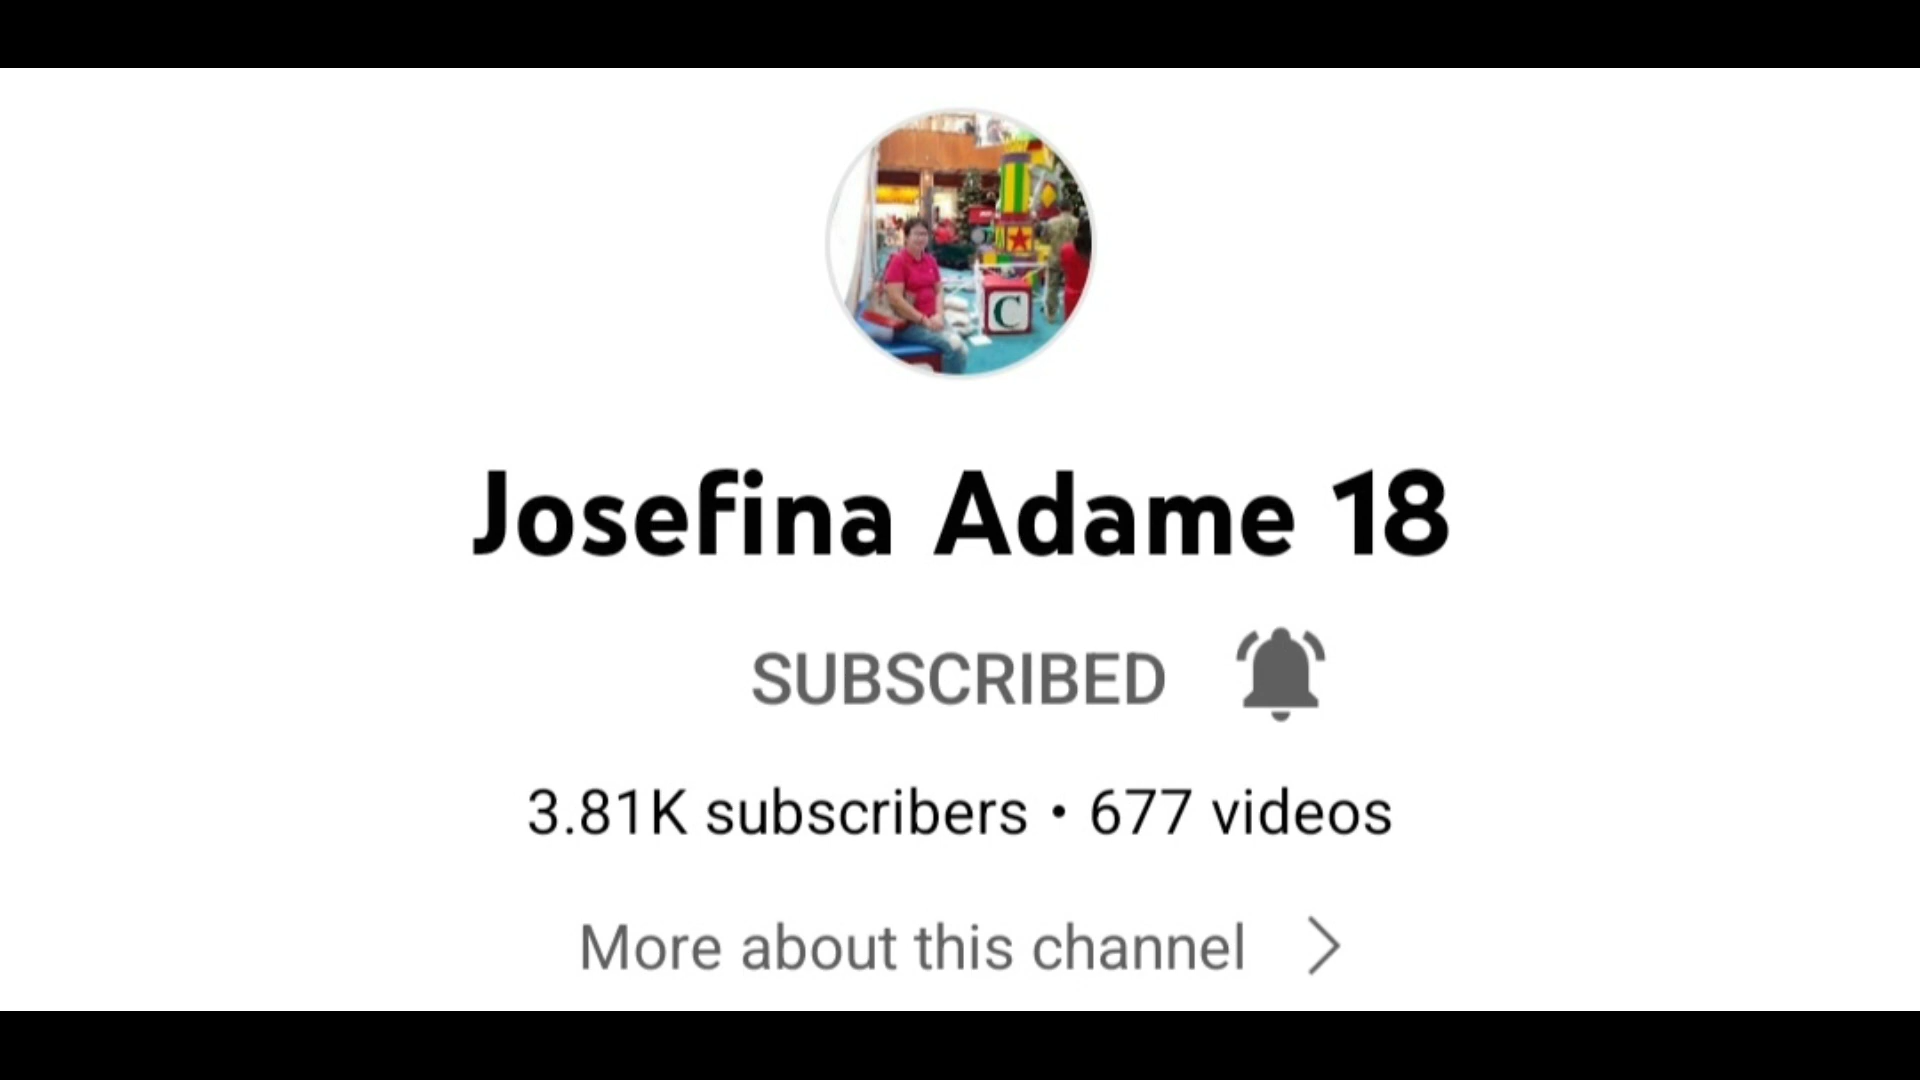 C
Josefina Adame 18
SUBSCRIBED
3.81K subscribers • 677 videos
More about this channel